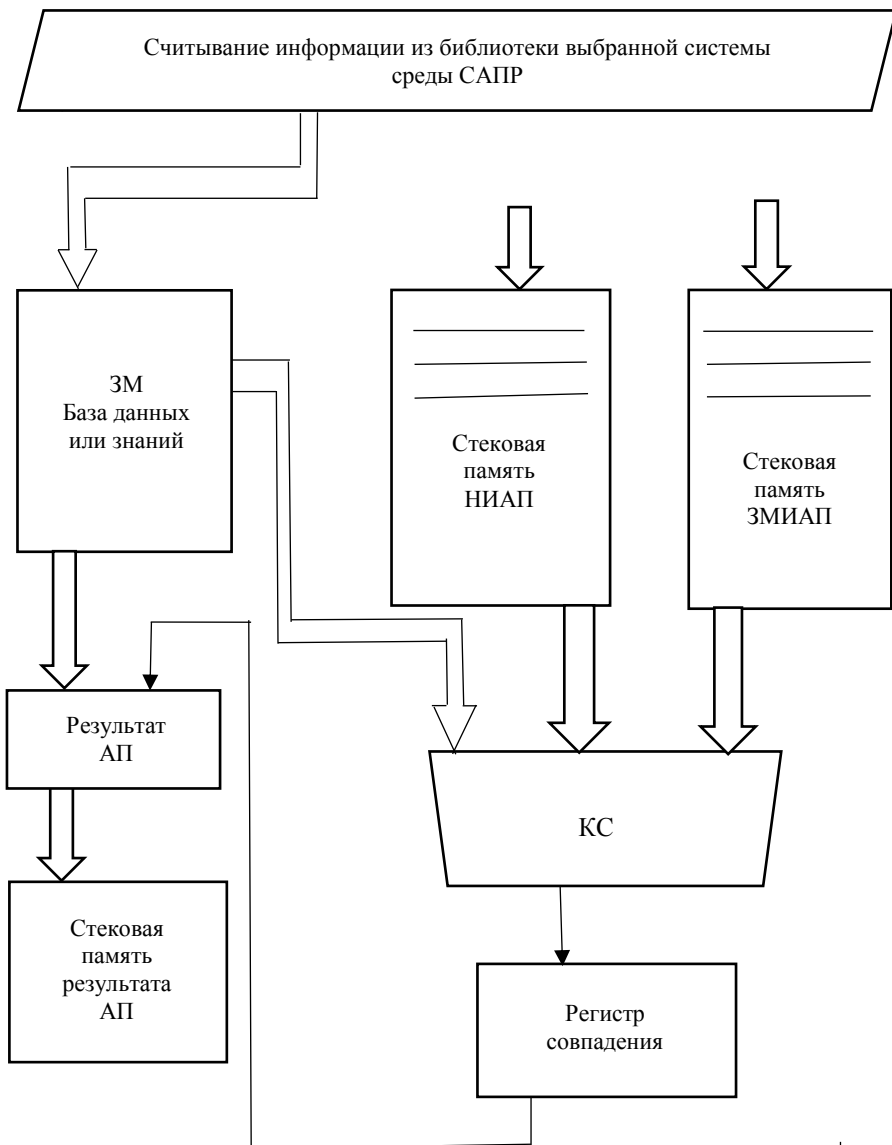 Считывание информации из библиотеки выбранной системы
среды САПР
ЗМ
База данных
или знаний
Стековая
память
НИАП
Стековая
память
ЗМИАП
Результат
АП
КС
Стековая
память
результата
АП
Регистр
совпадения